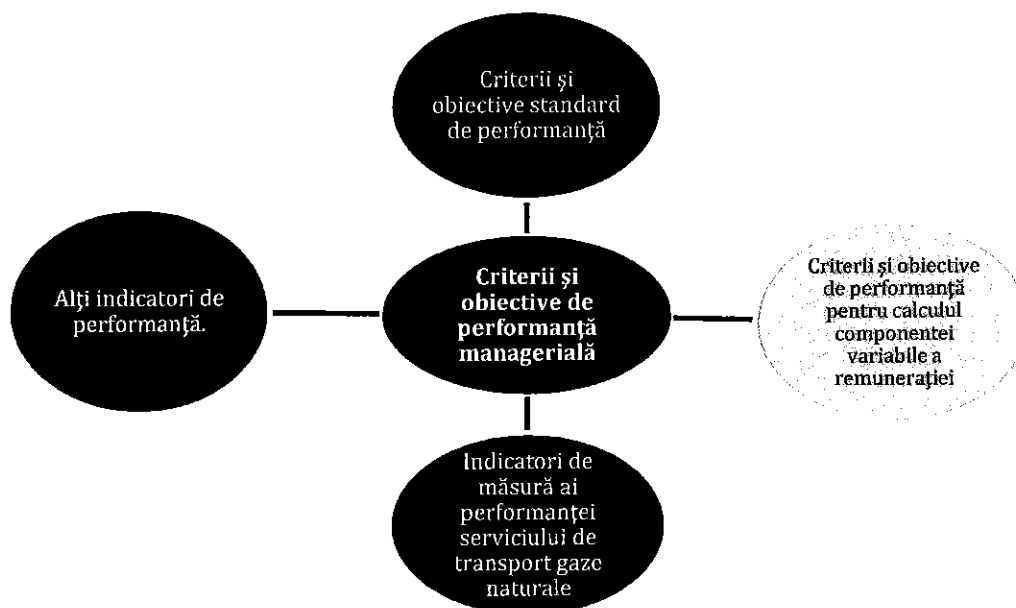 Criterii și
obiective standard
de performanță
Alți indicatori de
performanță.
Criterii și
obiective de
performanță
managerială
Criterii și obiective
de performanță
pentru calculul
componentei
variabile a
remunerației
Indicatori de
măsură ai
performanței
serviciului de
transport gaze
naturale